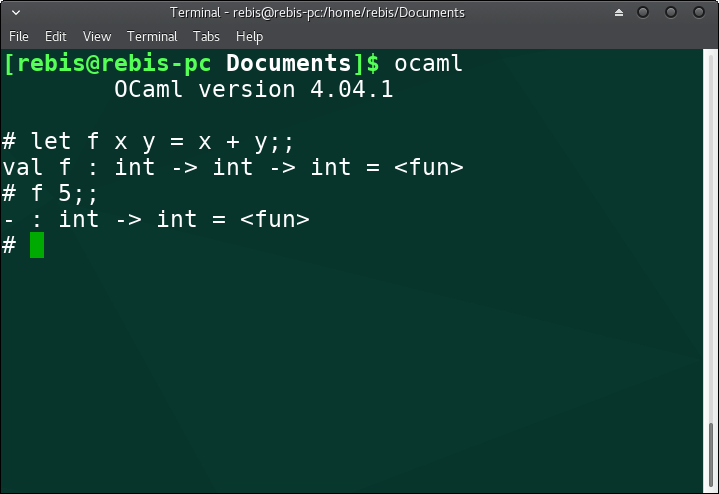 Terminal - rebis@rebis-pc:/home/rebis/Documents
File Edit View Terminal Tabs Help
[rebis@rebis-pc Documents]$ ocaml
        OCaml version 4.04.1
# let f x y = x + y;;
val f : int -> int -> int = <fun>
# f 5;;
- : int -> int = <fun>
#